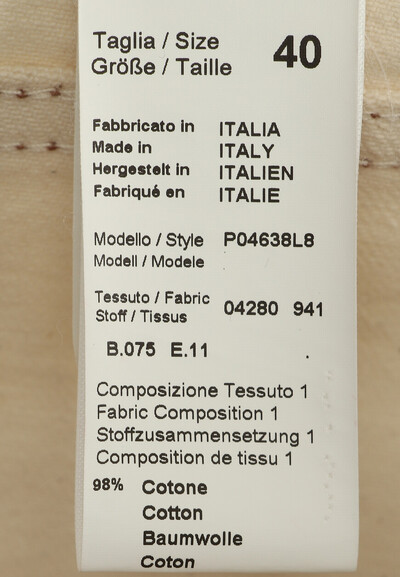 Taglia / Size 40
Größe / Taille
Fabbricato in ITALIA
Made in ITALY
Hergestelt in ITALIEN
Fabriqué en ITALIE
Modello / Style P04638L8
Modell / Modele
Tessuto / Fabric 04280 941
Stoff / Tissus
B.075 E.11
Composizione Tessuto 1
Fabric Composition 1
Stoffzusammensetzung 1
Composition de tissu 1
98% Cotone
Cotton
Baumwolle
Coton